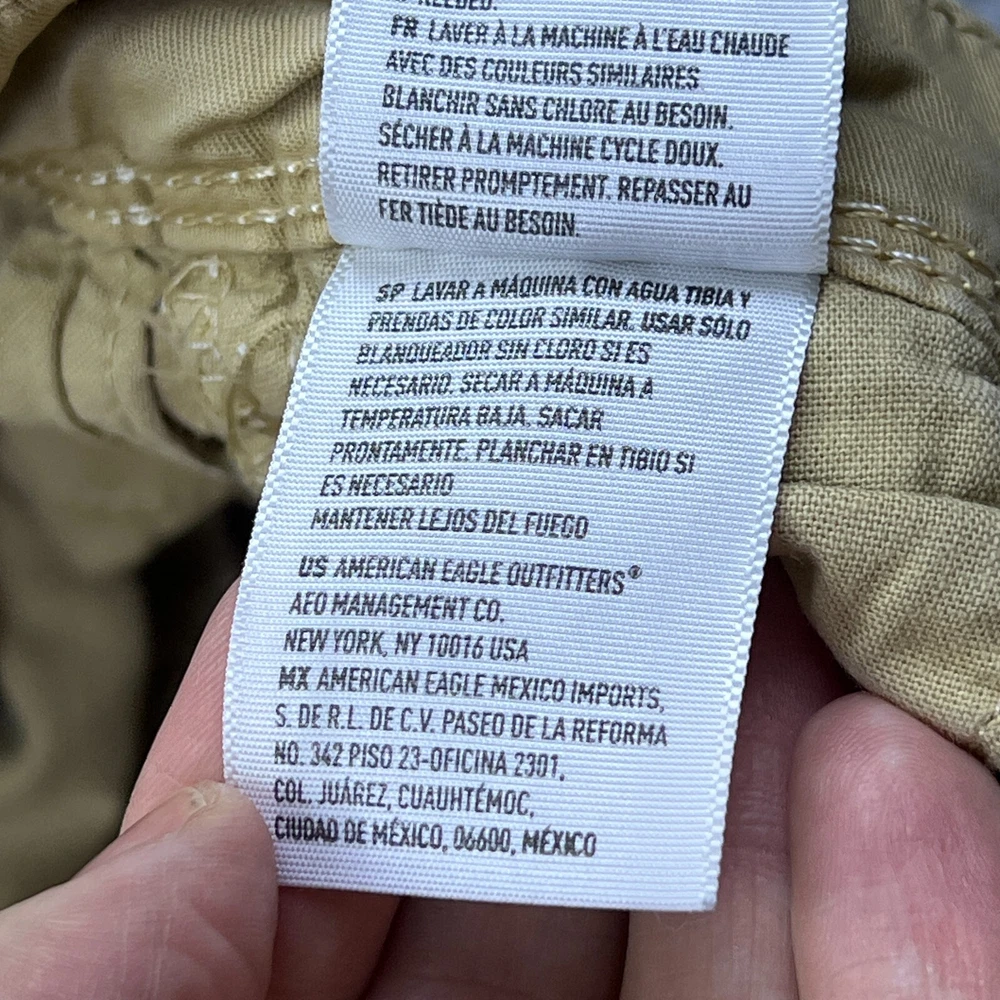 NEEDED.
FR LAVER À LA MACHINE À L'EAU CHAUDE
AVEC DES COULEURS SIMILAIRES
BLANCHIR SANS CHLORE AU BESOIN.
SÉCHER À LA MACHINE CYCLE DOUX.
RETIRER PROMPTEMENT. REPASSER AU
FER TIÈDE AU BESOIN.
SP LAVAR A MÁQUINA CON AGUA TIBIA Y
PRENDAS DE COLOR SIMILAR. USAR SÓLO
BLANQUEADOR SIN CLORO SI ES
NECESARIO. SECAR A MÁQUINA A
TEMPERATURA BAJA. SACAR
PRONTAMENTE. PLANCHAR EN TIBIO SI
ES NECESARIO
MANTENER LEJOS DEL FUEGO
US AMERICAN EAGLE OUTFITTERS®
AEO MANAGEMENT CO.
NEW YORK, NY 10016 USA
MX AMERICAN EAGLE MEXICO IMPORTS,
S. DE R.L. DE C.V. PASEO DE LA REFORMA
NO. 342 PISO 23-OFICINA 2301,
COL. JUÁREZ, CUAUHTÉMOC,
CIUDAD DE MÉXICO, 06600, MÉXICO